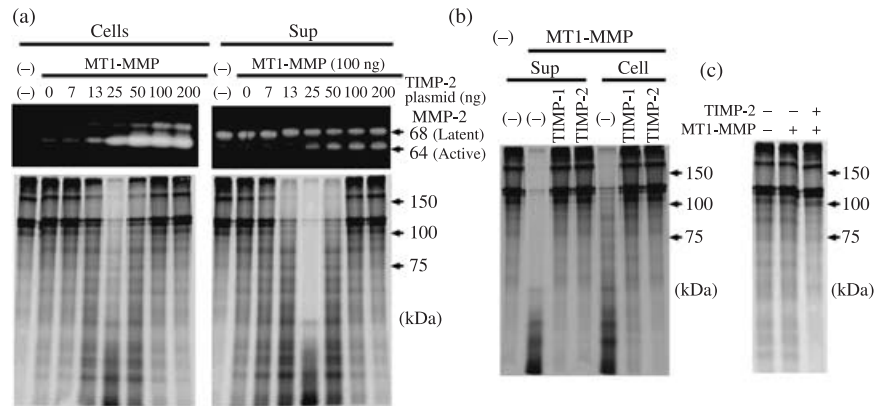 (a)
Cells
Sup
(–) MT1-MMP
(–) MT1-MMP (100 ng)
(–) 0 7 13 25 50 100 200
(–) 0 7 13 25 50 100 200
TIMP-2
plasmid (ng)
MMP-2
68 (Latent)
64 (Active)
150
100
75
150
100
75
(kDa)
(b)
(–) MT1-MMP
Sup
Cell
(–) (–) TIMP-1 TIMP-2 (–) TIMP-1 TIMP-2
150
100
75
(kDa)
(c)
TIMP-2 – – +
MT1-MMP – + +
150
100
75
(kDa)